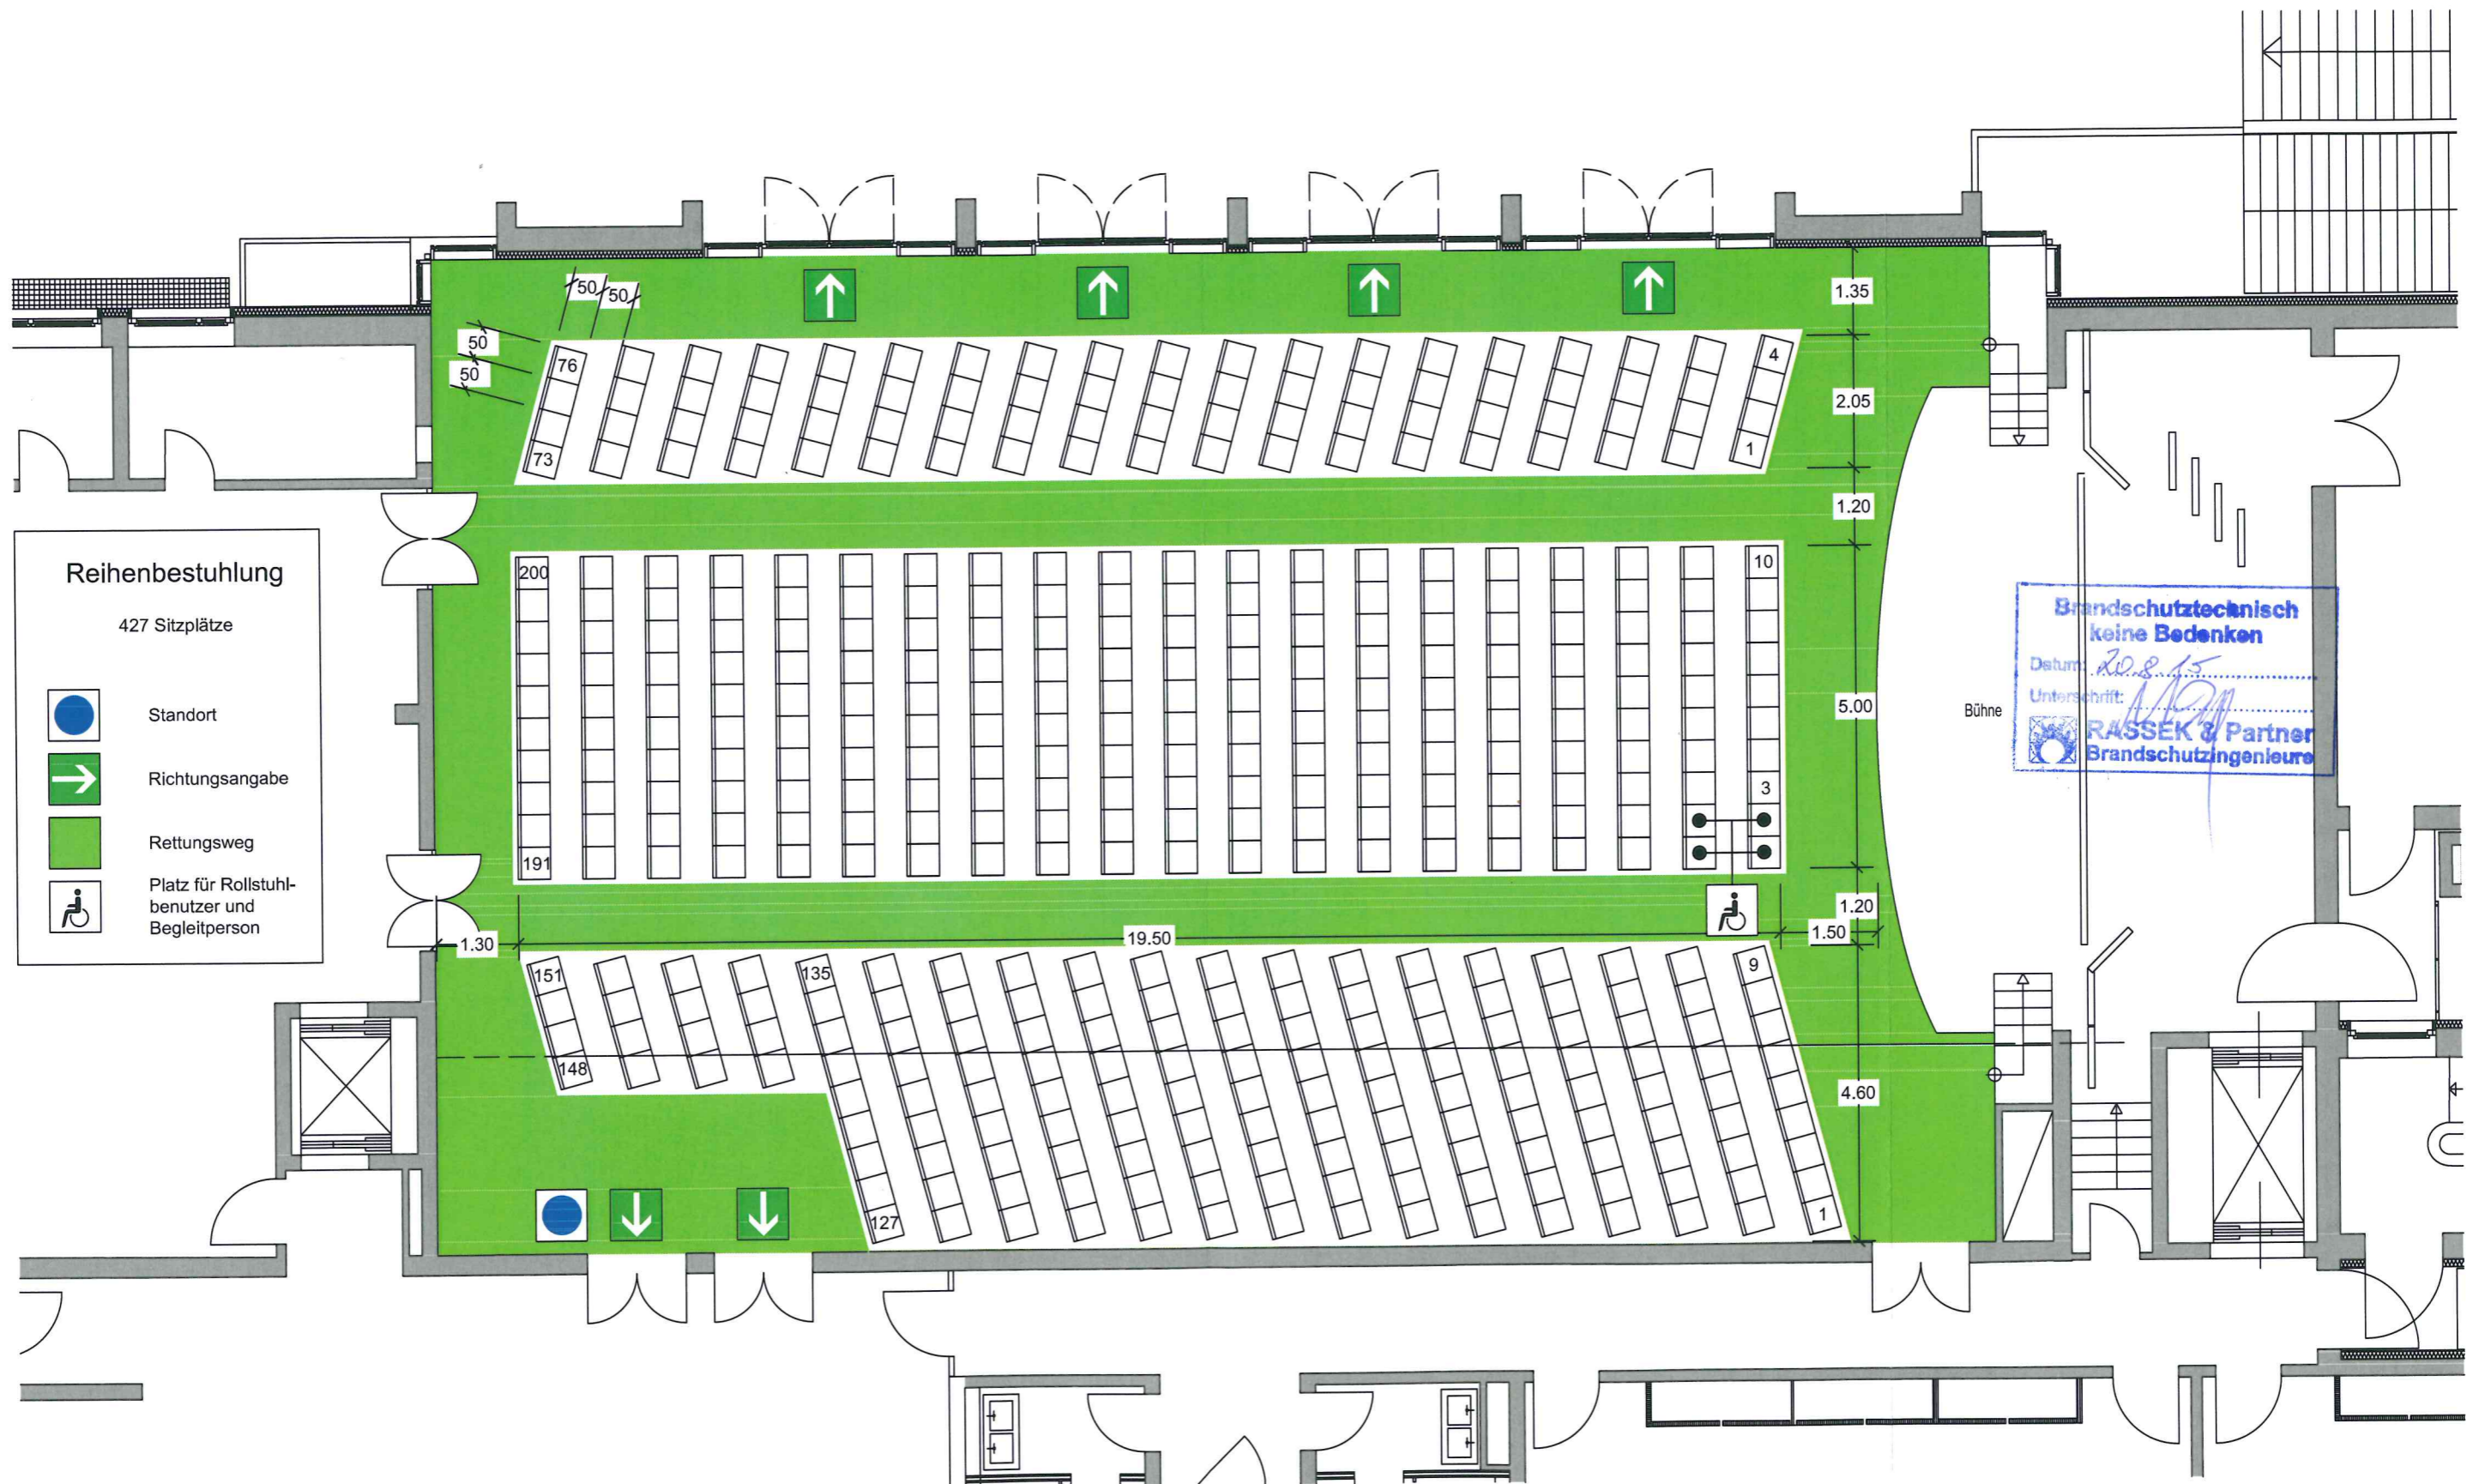 50
50
1.35
50
50
76
4
2.05
73
1
1.20
Reihenbestuhlung
427 Sitzplätze
Standort
Richtungsangabe
Rettungsweg
Platz für Rollstuhl-
benutzer und
Begleitperson
200
10
Brandschutztechnisch
keine Bedenken
Datum: 20.8.15
Unterschrift:
RASSEK & Partner
Brandschutzingenieure
5.00
Bühne
3
191
1.20
1.30
19.50
1.50
151
135
9
148
4.60
127
1